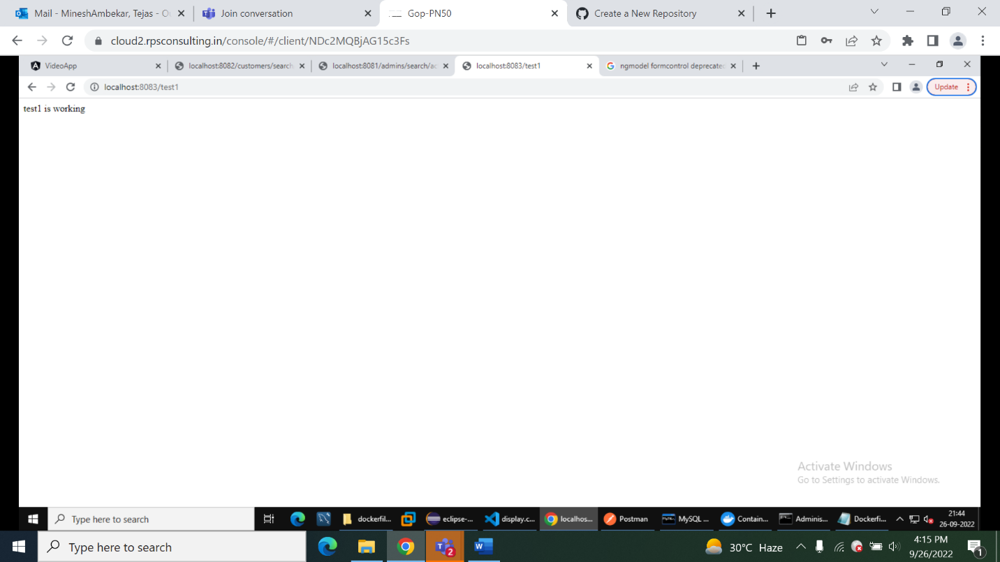 Mail - MineshAmbekar, Tejas - O
Join conversation
Gop-PN50
Create a New Repository
cloud2.rpsconsulting.in/console/#/client/NDc2MQBjAG15c3Fs
VideoApp
localhost:8082/customers/search
localhost:8081/admins/search/ac
localhost:8083/test1
ngmodel formcontrol deprecated
localhost:8083/test1
Update
test1 is working
Activate Windows
Go to Settings to activate Windows.
Type here to search
dockerfil...
eclipse-...
display.c...
localhos...
Postman
MySQL ...
Contain...
Adminis...
Dockerfi...
21:44
26-09-2022
Type here to search
2
30°C Haze
4:15 PM
9/26/2022
1